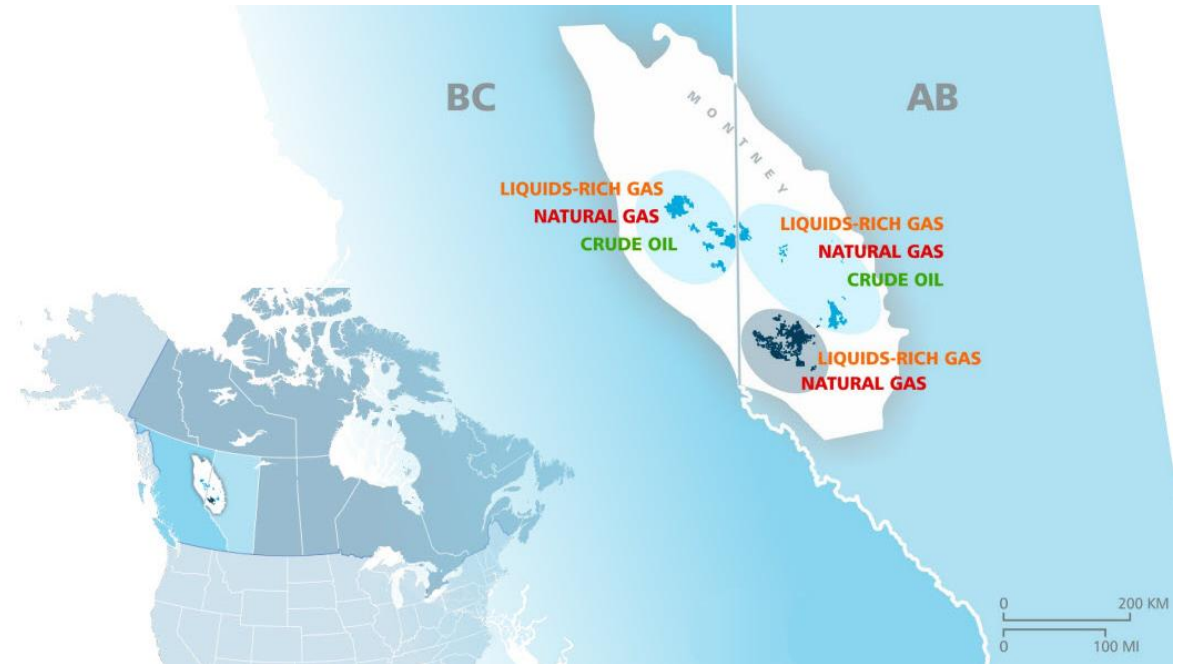 BC
AB
MONTNEY
LIQUIDS-RICH GAS
NATURAL GAS
CRUDE OIL
LIQUIDS-RICH GAS
NATURAL GAS
CRUDE OIL
LIQUIDS-RICH GAS
NATURAL GAS
0 200 KM
0 100 MI